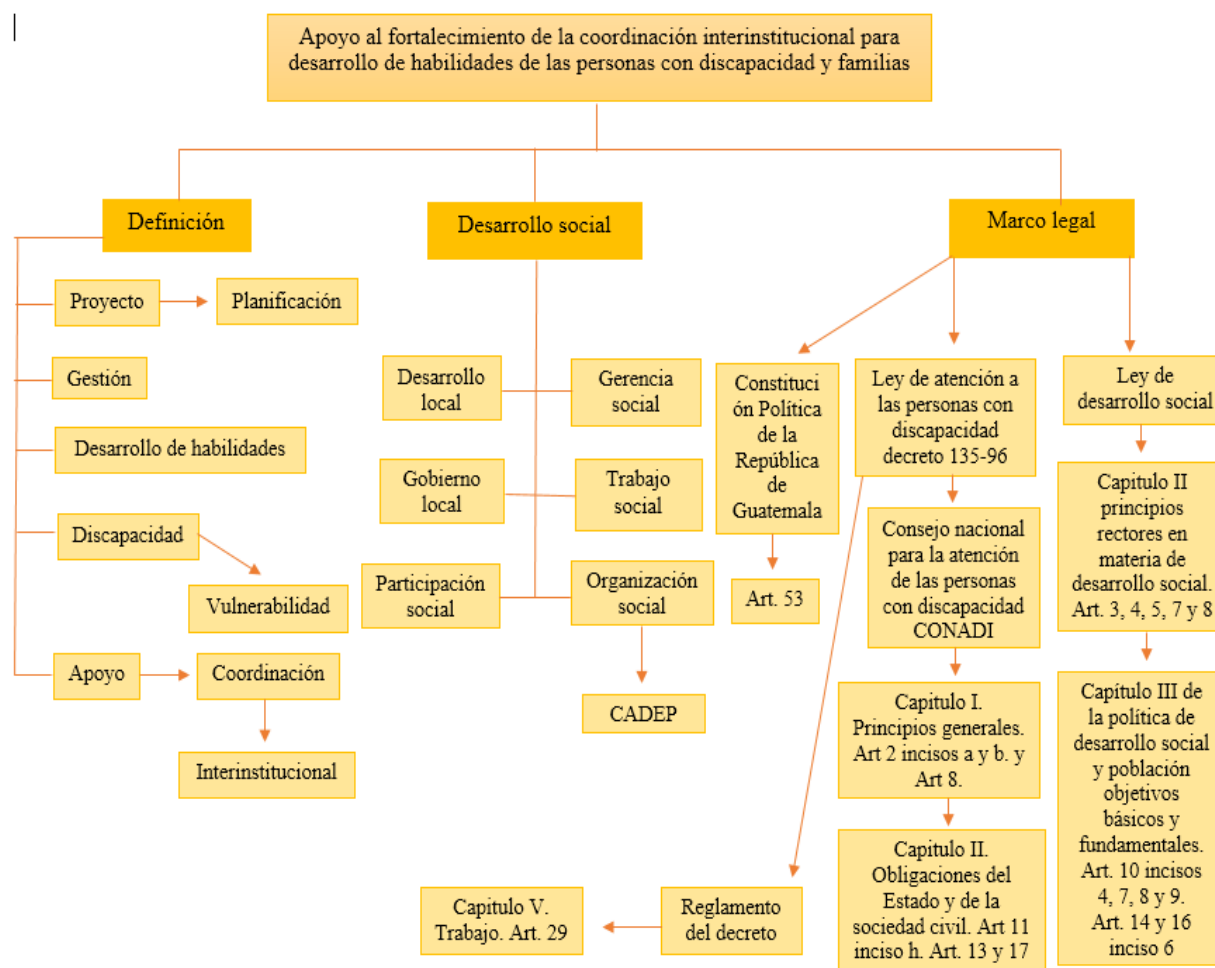 Apoyo al fortalecimiento de la coordinación interinstitucional para
desarrollo de habilidades de las personas con discapacidad y familias
Definición
Proyecto
Planificación
Gestión
Desarrollo de habilidades
Discapacidad
Vulnerabilidad
Apoyo
Coordinación
Interinstitucional
Desarrollo social
Desarrollo
local
Gerencia
social
Gobierno
local
Trabajo
social
Participación
social
Organización
social
CADEP
Marco legal
Constituci
ón Política
de la
República
de
Guatemala
Art. 53
Ley de atención a
las personas con
discapacidad
decreto 135-96
Consejo nacional
para la atención
de las personas
con discapacidad
CONADI
Capitulo I.
Principios generales.
Art 2 incisos a y b. y
Art 8.
Capitulo II.
Obligaciones del
Estado y de la
sociedad civil. Art 11
inciso h. Art. 13 y 17
Reglamento
del decreto
Capitulo V.
Trabajo. Art. 29
Ley de
desarrollo social
Capitulo II
principios
rectores en
materia de
desarrollo social.
Art. 3, 4, 5, 7 y 8
Capítulo III de
la política de
desarrollo social
y población
objetivos
básicos y
fundamentales.
Art. 10 incisos
4, 7, 8 y 9.
Art. 14 y 16
inciso 6